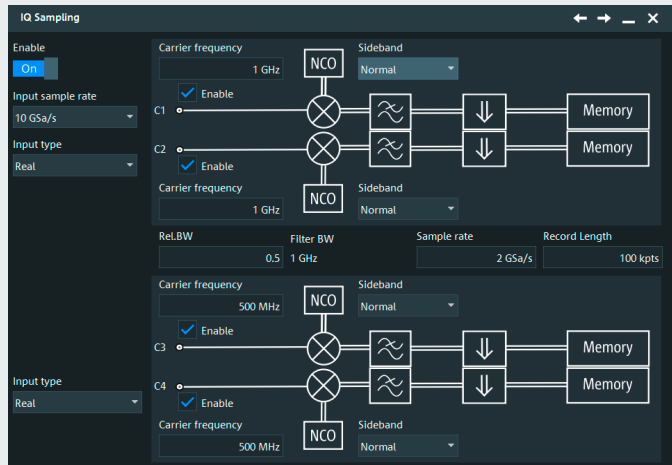 IQ Sampling
Enable
On
Input sample rate
10 GSa/s
Input type
Real
Carrier frequency
1 GHz
NCO
Sideband
Normal
Enable
C1
Memory
C2
Memory
Enable
Carrier frequency
1 GHz
NCO
Sideband
Normal
Rel.BW
0.5
Filter BW
1 GHz
Sample rate
2 GSa/s
Record Length
100 kpts
Carrier frequency
500 MHz
NCO
Sideband
Normal
Enable
C3
Memory
Input type
Real
C4
Memory
Enable
Carrier frequency
500 MHz
NCO
Sideband
Normal